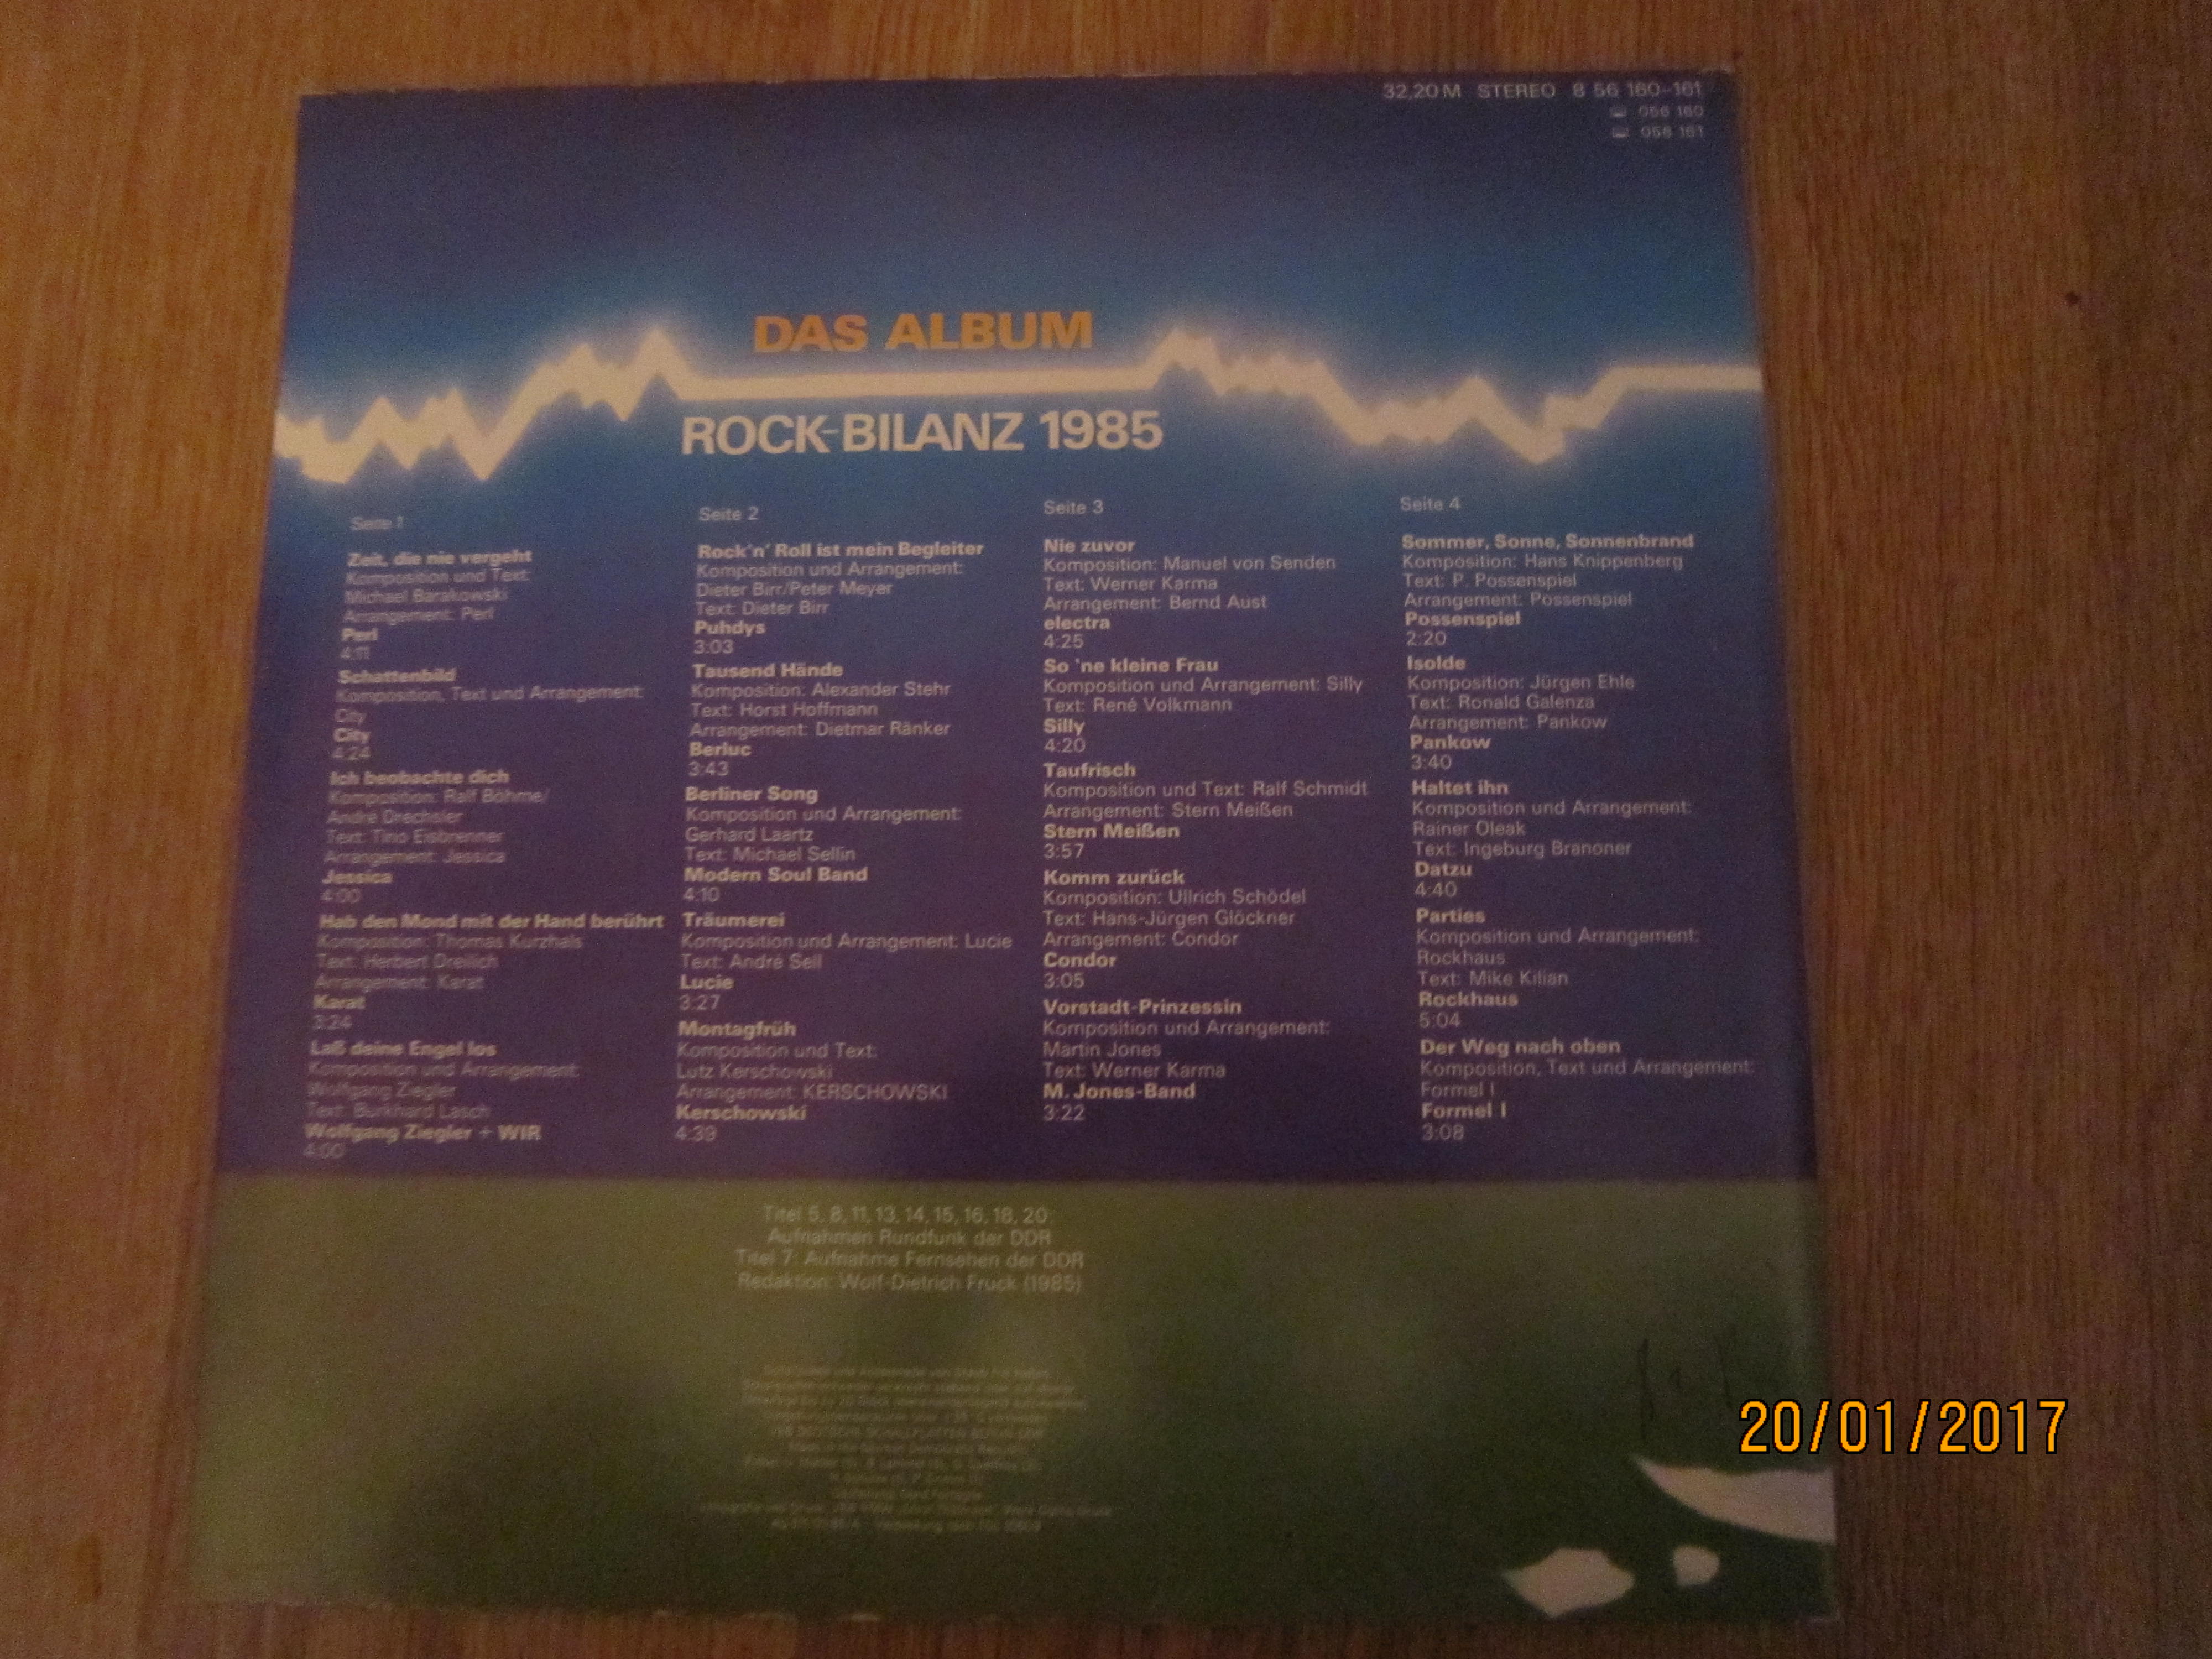 32,20 M STEREO 8 56 160-161
056 160
056 161
DAS ALBUM
ROCK-BILANZ 1985
Seite 1
Zeit, die nie vergeht
Komposition und Text:
Michael Barakowski
Arrangement: Perl
Perl
4:11
Schattenbild
Komposition, Text und Arrangement:
City
City
4:24
Ich beobachte dich
Komposition: Ralf Böhme/
André Drechsler
Text: Tino Eisbrenner
Arrangement: Jessica
Jessica
4:00
Hab den Mond mit der Hand berührt
Komposition: Thomas Kurzhals
Text: Herbert Dreilich
Arrangement: Karat
Karat
3:24
Laß deine Engel los
Komposition und Arrangement:
Wolfgang Ziegler
Text: Burkhard Lasch
Wolfgang Ziegler + WIR
4:00
Seite 2
Rock'n' Roll ist mein Begleiter
Komposition und Arrangement:
Dieter Birr/Peter Meyer
Text: Dieter Birr
Puhdys
3:03
Tausend Hände
Komposition: Alexander Stehr
Text: Horst Hoffmann
Arrangement: Dietmar Ränker
Berluc
3:43
Berliner Song
Komposition und Arrangement:
Gerhard Laartz
Text: Michael Sellin
Modern Soul Band
4:10
Träumerei
Komposition und Arrangement: Lucie
Text: André Sell
Lucie
3:27
Montagfrüh
Komposition und Text:
Lutz Kerschowski
Arrangement: KERSCHOWSKI
Kerschowski
4:39
Seite 3
Nie zuvor
Komposition: Manuel von Senden
Text: Werner Karma
Arrangement: Bernd Aust
electra
4:25
So 'ne kleine Frau
Komposition und Arrangement: Silly
Text: René Volkmann
Silly
4:20
Taufrisch
Komposition und Text: Ralf Schmidt
Arrangement: Stern Meißen
Stern Meißen
3:57
Komm zurück
Komposition: Ullrich Schödel
Text: Hans-Jürgen Glöckner
Arrangement: Condor
Condor
3:05
Vorstadt-Prinzessin
Komposition und Arrangement:
Martin Jones
Text: Werner Karma
M. Jones-Band
3:22
Seite 4
Sommer, Sonne, Sonnenbrand
Komposition: Hans Knippenberg
Text: P. Possenspiel
Arrangement: Possenspiel
Possenspiel
2:20
Isolde
Komposition: Jürgen Ehle
Text: Ronald Galenza
Arrangement: Pankow
Pankow
3:40
Haltet ihn
Komposition und Arrangement:
Rainer Oleak
Text: Ingeburg Branoner
Datzu
4:40
Parties
Komposition und Arrangement:
Rockhaus
Text: Mike Kilian
Rockhaus
5:04
Der Weg nach oben
Komposition, Text und Arrangement:
Formel I
Formel I
3:08
Titel 5, 8, 11, 13, 14, 15, 16, 18, 20:
Aufnahmen Rundfunk der DDR
Titel 7: Aufnahme Fernsehen der DDR
Redaktion: Wolf-Dietrich Fruck (1985)
20/01/2017